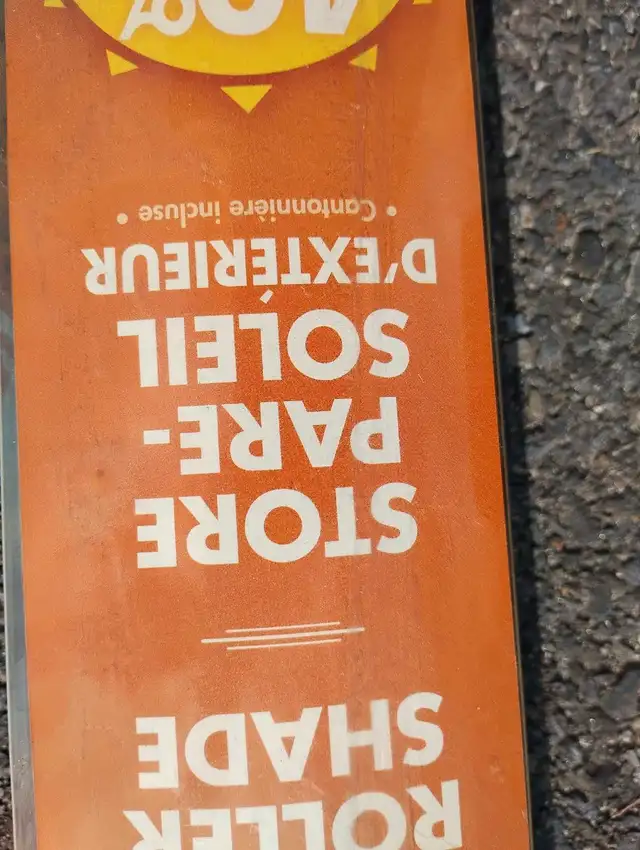 ROLLER
SHADE
STORE
PARE-
SOLEIL
D'EXTÉRIEUR
• Cantonnière incluse •